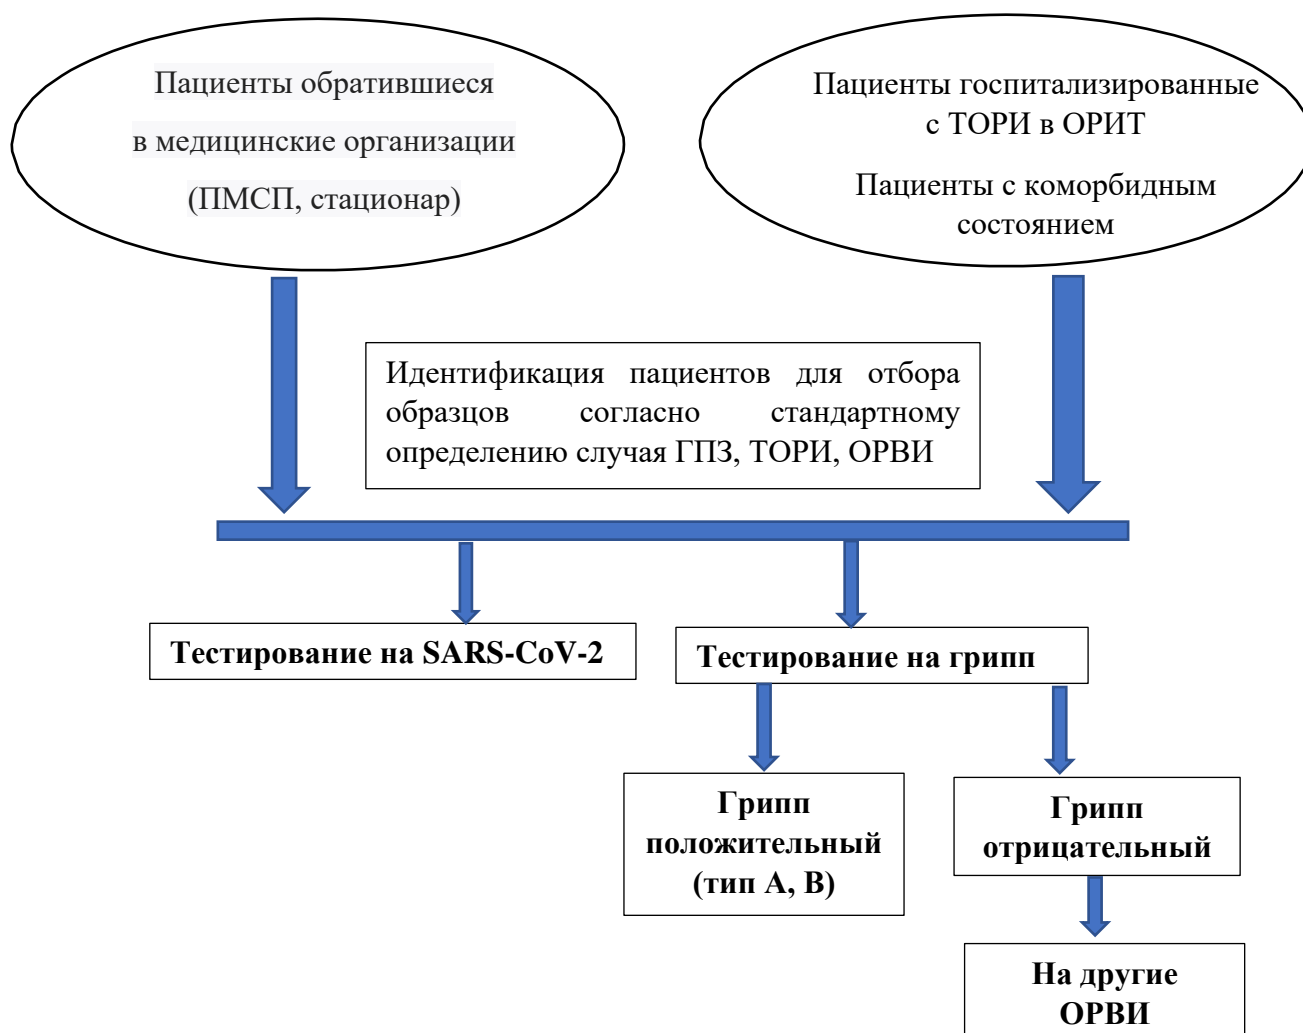 Пациенты обратившиеся
в медицинские организации
(ПМСП, стационар)
Пациенты госпитализированные
с ТОРИ в ОРИТ
Пациенты с коморбидным
состоянием
Идентификация пациентов для отбора
образцов согласно стандартному
определению случая ГПЗ, ТОРИ, ОРВИ
Тестирование на SARS-CoV-2
Тестирование на грипп
Грипп
положительный
(тип А, В)
Грипп
отрицательный
На другие
ОРВИ